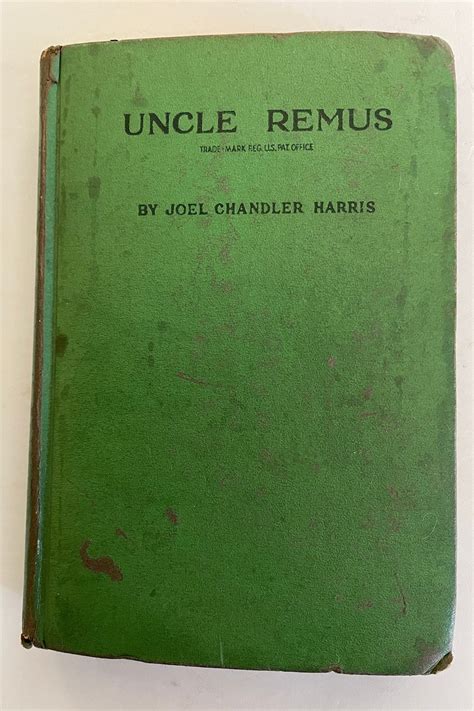 UNCLE REMUS
TRADE-MARK REG. U.S. PAT. OFFICE
BY JOEL CHANDLER HARRIS